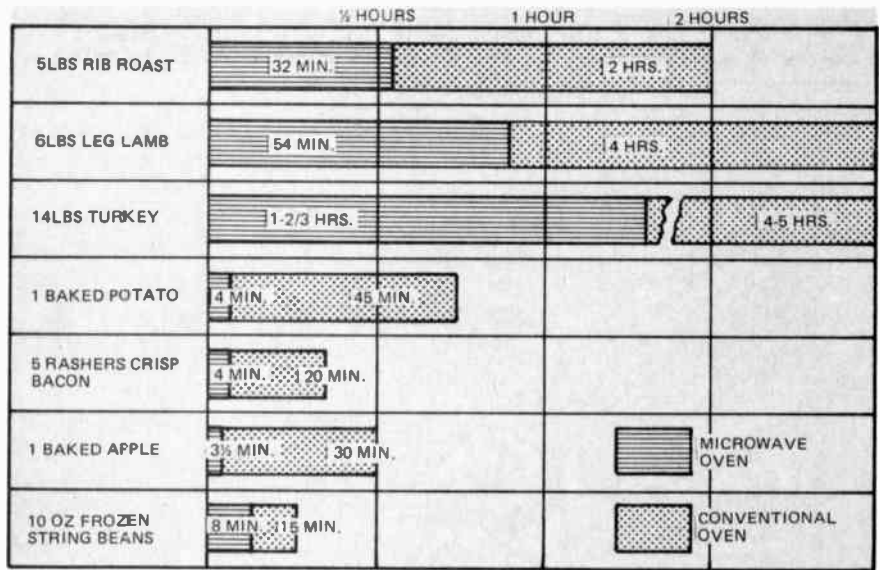 ½ HOURS 1 HOUR 2 HOURS
5LBS RIB ROAST 32 MIN. 2 HRS.
6LBS LEG LAMB 54 MIN. 4 HRS.
14LBS TURKEY 1-2/3 HRS. 4-5 HRS.
1 BAKED POTATO 4 MIN. 45 MIN.
5 RASHERS CRISP
BACON 4 MIN. 20 MIN.
1 BAKED APPLE 3½ MIN. 30 MIN.
MICROWAVE
OVEN
10 OZ FROZEN
STRING BEANS 8 MIN. 15 MIN.
CONVENTIONAL
OVEN